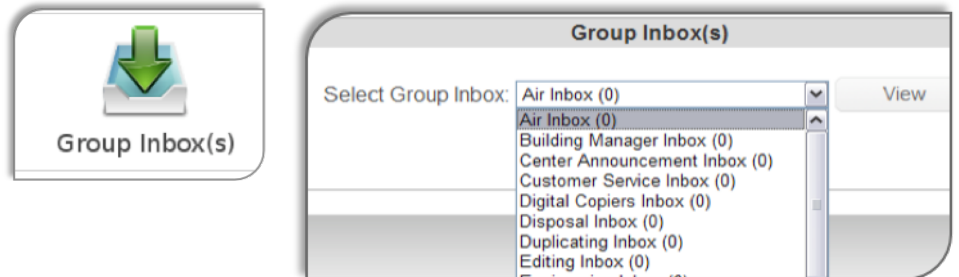 Group Inbox(s)
Group Inbox(s)
Select Group Inbox: Air Inbox (0) View
Air Inbox (0)
Building Manager Inbox (0)
Center Announcement Inbox (0)
Customer Service Inbox (0)
Digital Copiers Inbox (0)
Disposal Inbox (0)
Duplicating Inbox (0)
Editing Inbox (0)